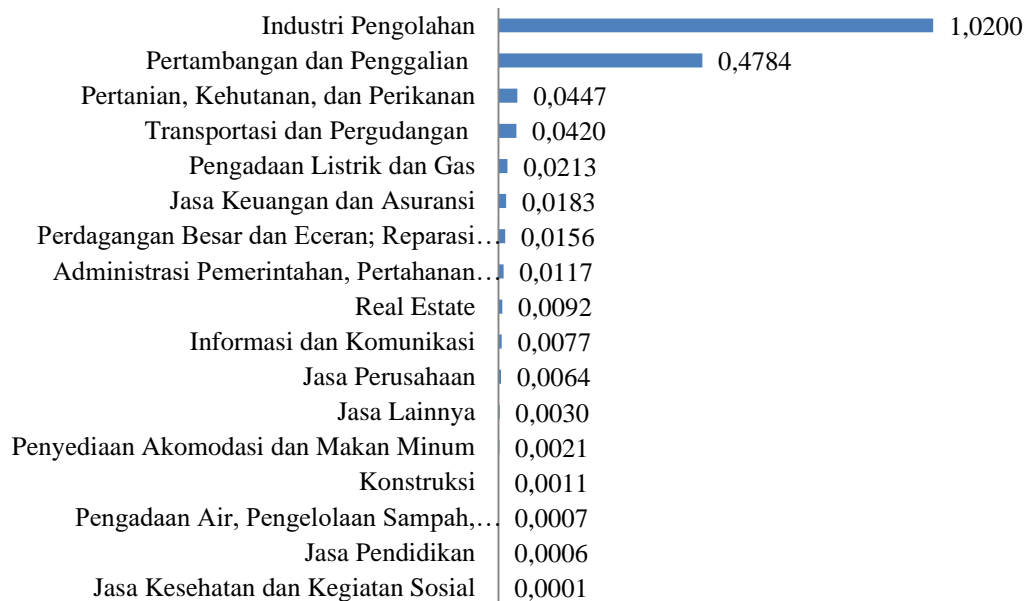 Industri Pengolahan 1,0200
Pertambangan dan Penggalian 0,4784
Pertanian, Kehutanan, dan Perikanan 0,0447
Transportasi dan Pergudangan 0,0420
Pengadaan Listrik dan Gas 0,0213
Jasa Keuangan dan Asuransi 0,0183
Perdagangan Besar dan Eceran; Reparasi… 0,0156
Administrasi Pemerintahan, Pertahanan… 0,0117
Real Estate 0,0092
Informasi dan Komunikasi 0,0077
Jasa Perusahaan 0,0064
Jasa Lainnya 0,0030
Penyediaan Akomodasi dan Makan Minum 0,0021
Konstruksi 0,0011
Pengadaan Air, Pengelolaan Sampah,… 0,0007
Jasa Pendidikan 0,0006
Jasa Kesehatan dan Kegiatan Sosial 0,0001